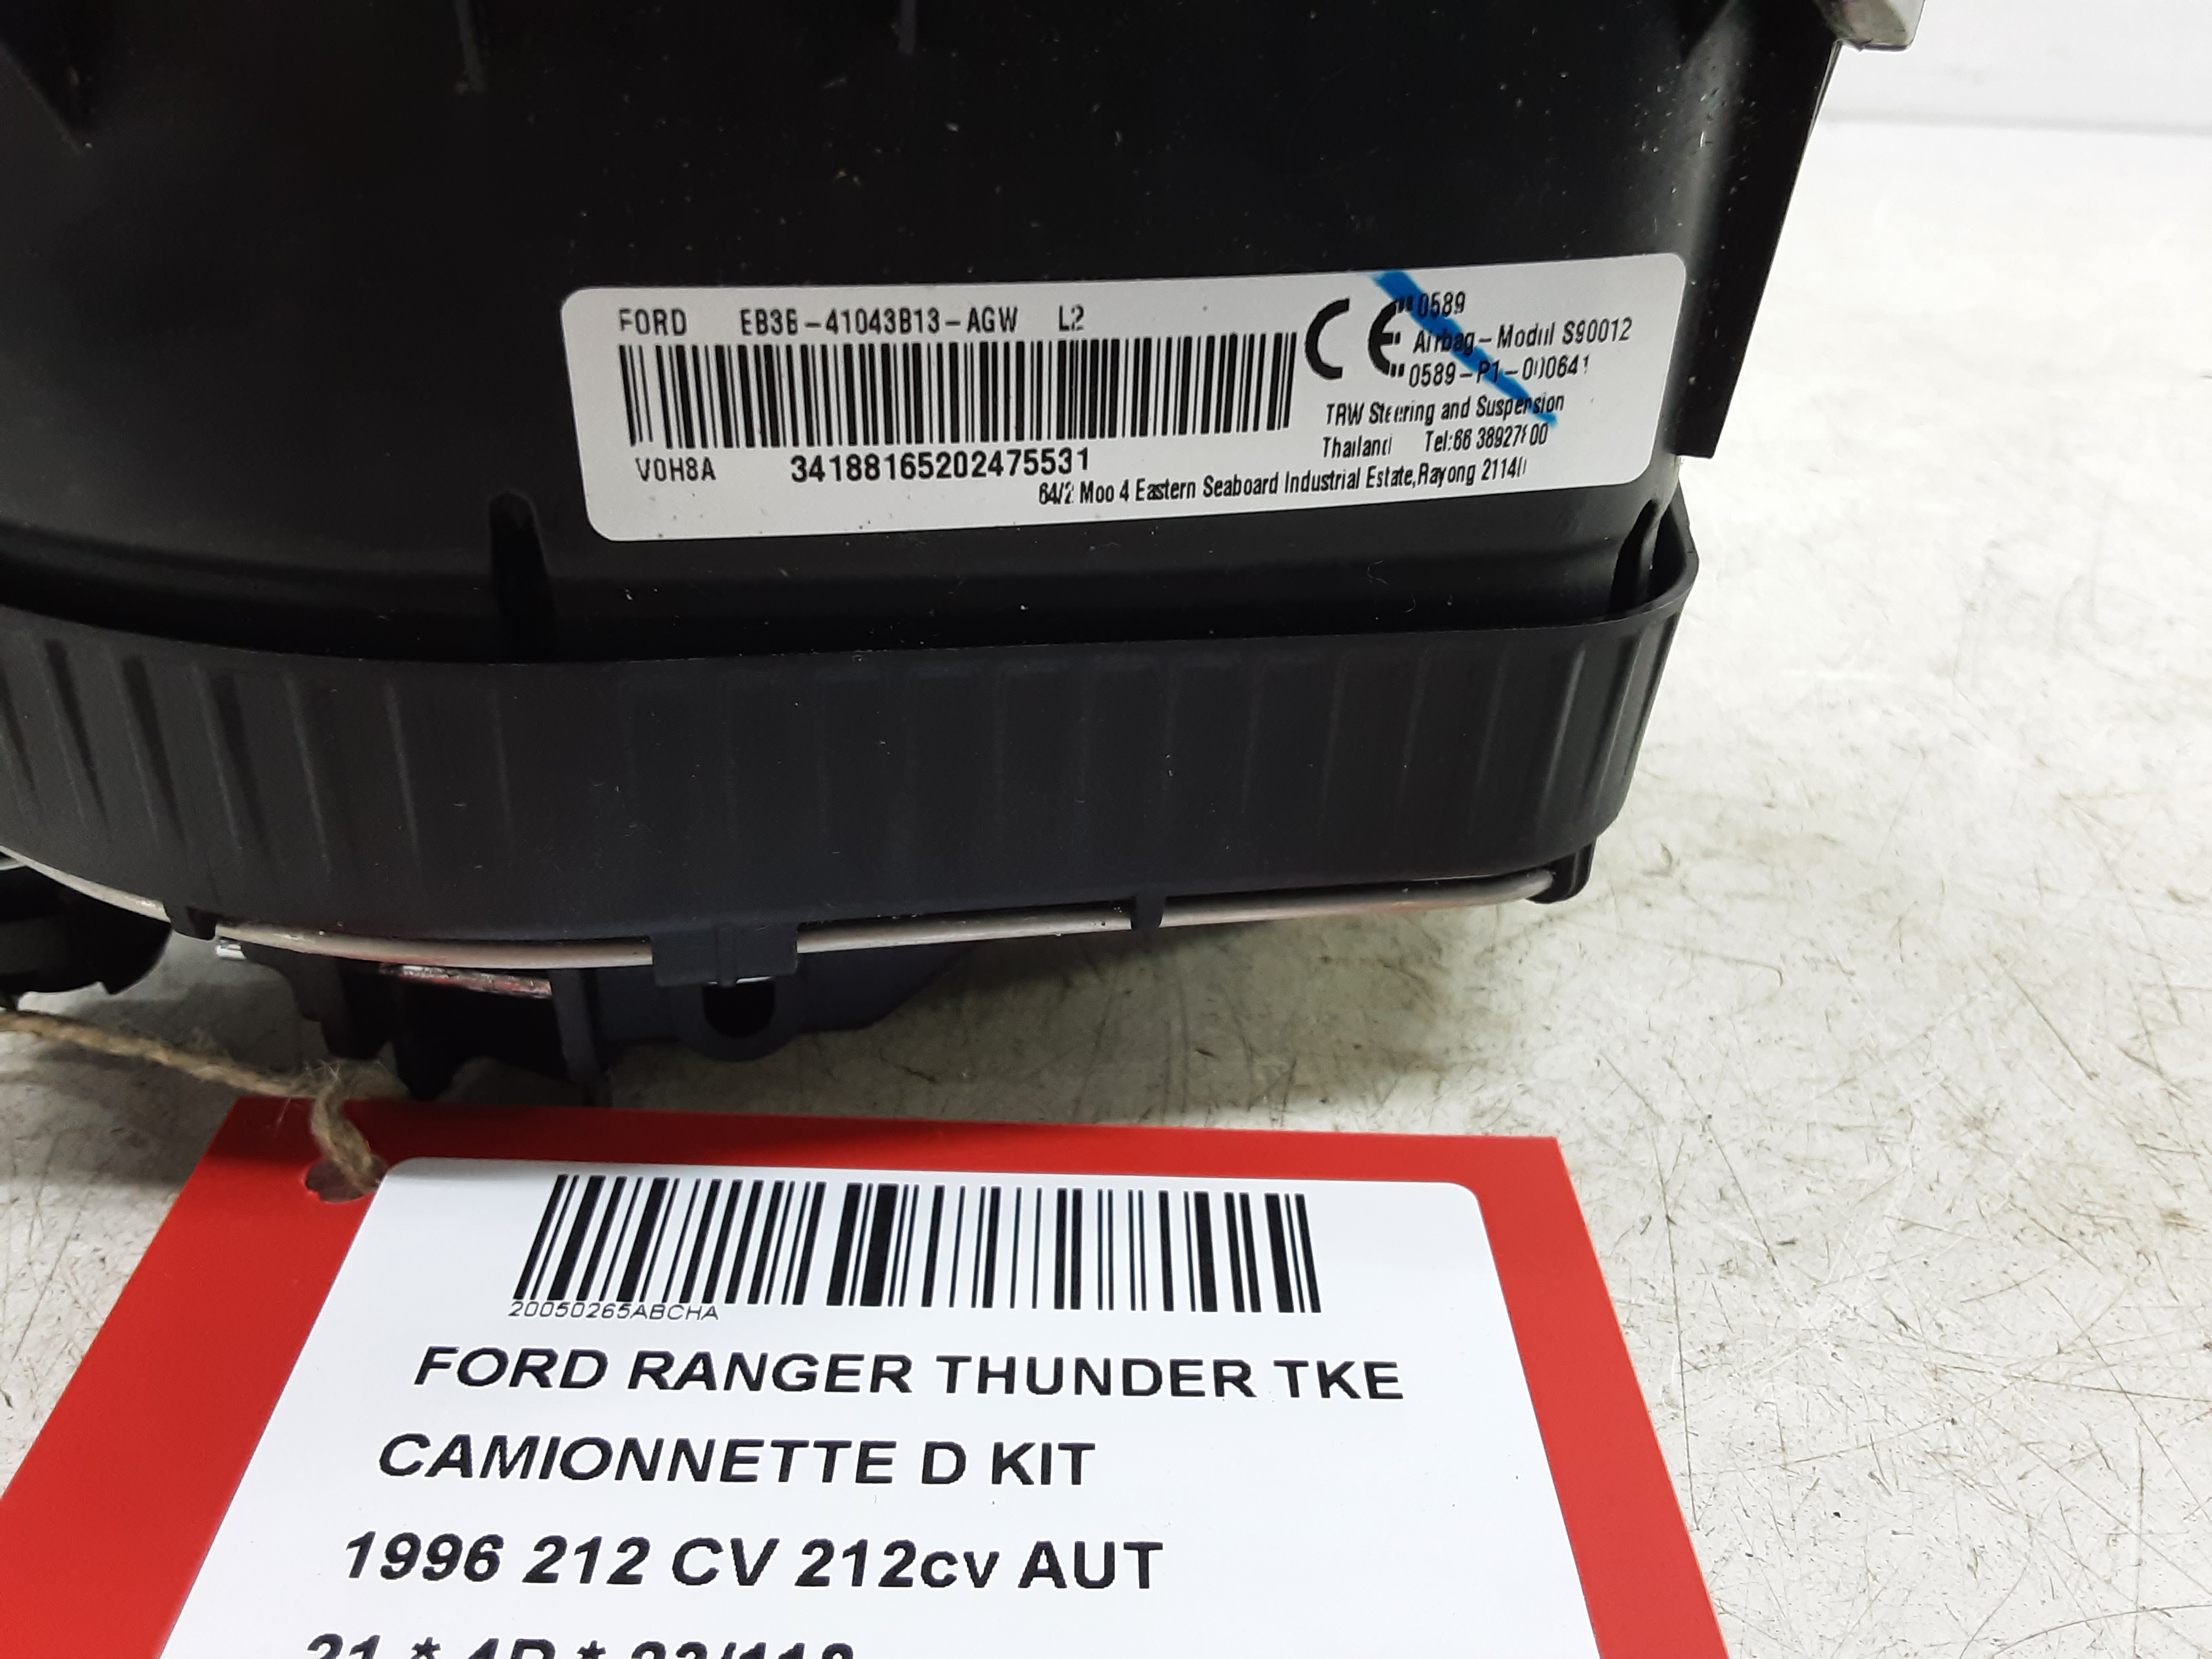 FORD EB3B-41043B13-AGW L2
0589
Airbag-Modul S90012
0589-P1-000641
TRW Steering and Suspension
Thailand Tel:66
V0H8A 34188165202475531
64/2 Moo 4 Eastern Seaboard Industrial Estate,Rayong
20050265ABCHA
FORD RANGER THUNDER TKE
CAMIONNETTE D KIT
1996 212 CV 212cv AUT